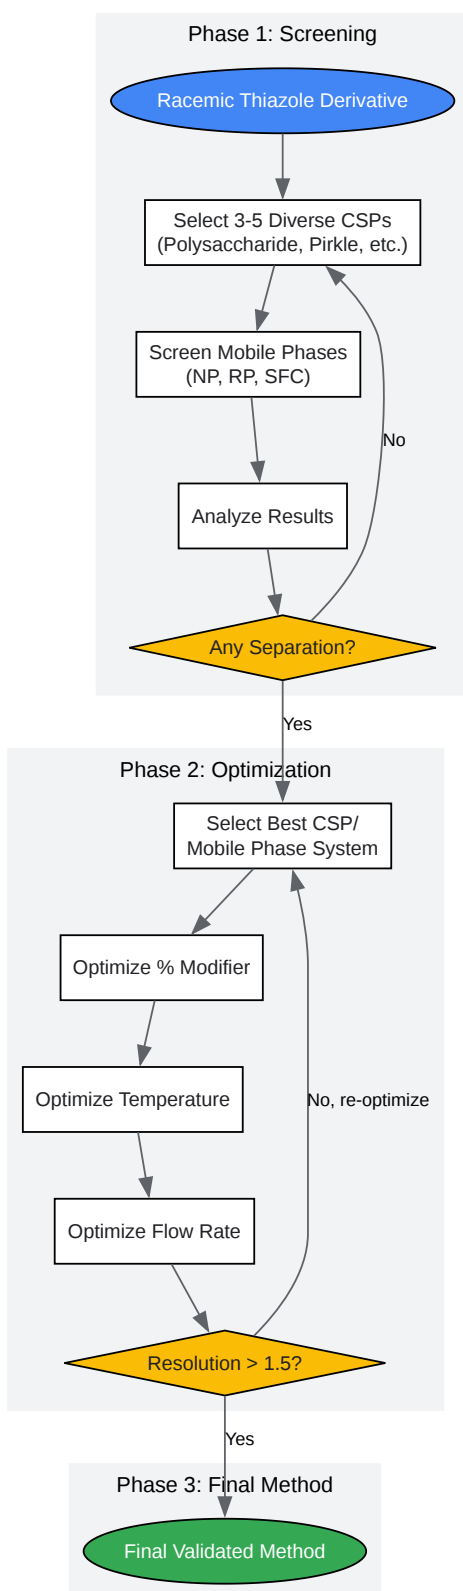 Phase 1: Screening
Racemic Thiazole Derivative
Select 3-5 Diverse CSPs
(Polysaccharide, Pirkle, etc.)
Screen Mobile Phases
(NP, RP, SFC)
No
Analyze Results
Any Separation?
Yes
Phase 2: Optimization
Select Best CSP/
Mobile Phase System
Optimize % Modifier
Optimize Temperature
No, re-optimize
Optimize Flow Rate
Resolution > 1.5?
Yes
Phase 3: Final Method
Final Validated Method